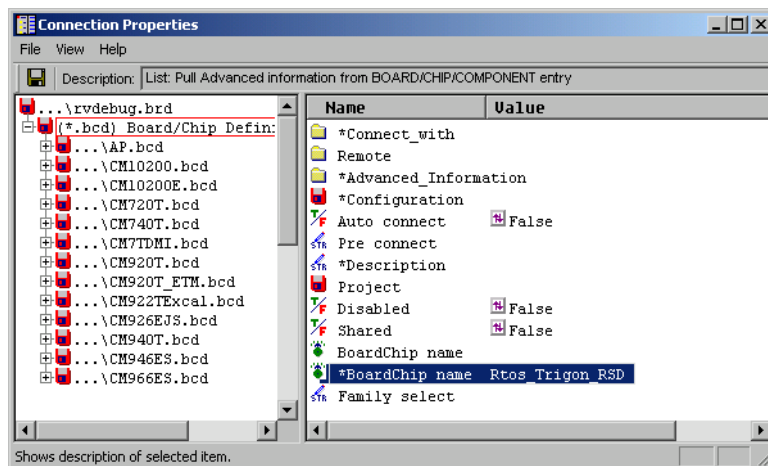 Connection Properties
File View Help
Description: List: Pull Advanced information from BOARD/CHIP/COMPONENT entry
...\rvdebug.brd
(*.bcd) Board/Chip Defin:
...\AP.bcd
...\CM10200.bcd
...\CM10200E.bcd
...\CM720T.bcd
...\CM740T.bcd
...\CM7TDMI.bcd
...\CM920T.bcd
...\CM920T_ETM.bcd
...\CM922TExcal.bcd
...\CM926EJS.bcd
...\CM940T.bcd
...\CM946ES.bcd
...\CM966ES.bcd
Name Value
*Connect_with
Remote
*Advanced_Information
*Configuration
T/F Auto connect False
STR Pre connect
STR *Description
Project
T/F Disabled False
T/F Shared False
BoardChip name
*BoardChip name Rtos_Trigon_RSD
STR Family select
Shows description of selected item.